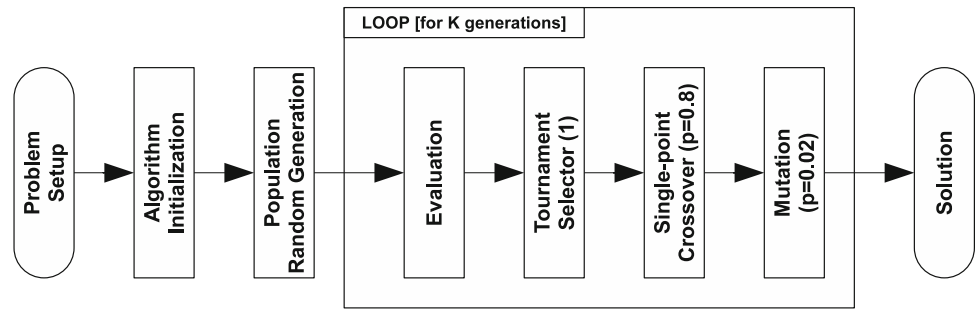 LOOP [for K generations]
Problem
Setup
Algorithm
Initialization
Population
Random Generation
Evaluation
Tournament
Selector (1)
Single-point
Crossover (p=0.8)
Mutation
(p=0.02)
Solution